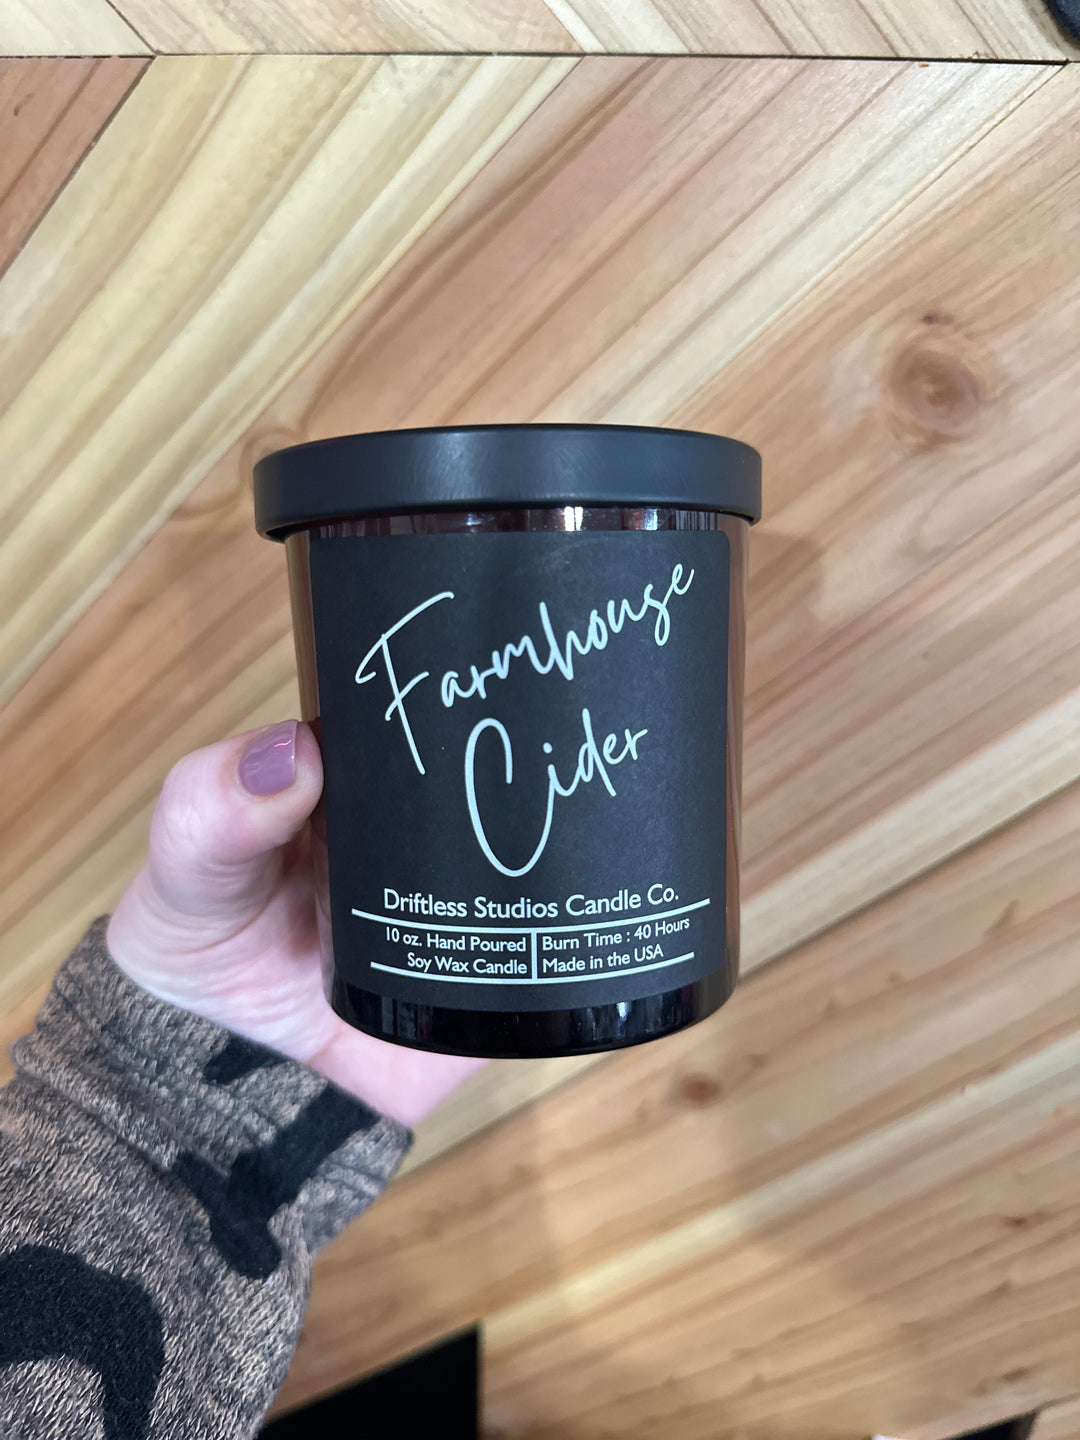 Farmhouse
Cider
Driftless Studios Candle Co.
10 oz. Hand Poured
Soy Wax Candle
Burn Time : 40 Hours
Made in the USA